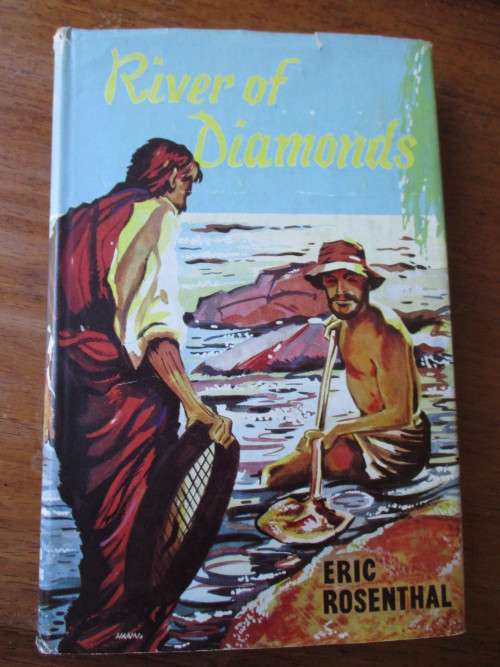 River of
Diamonds
ERIC
ROSENTHAL